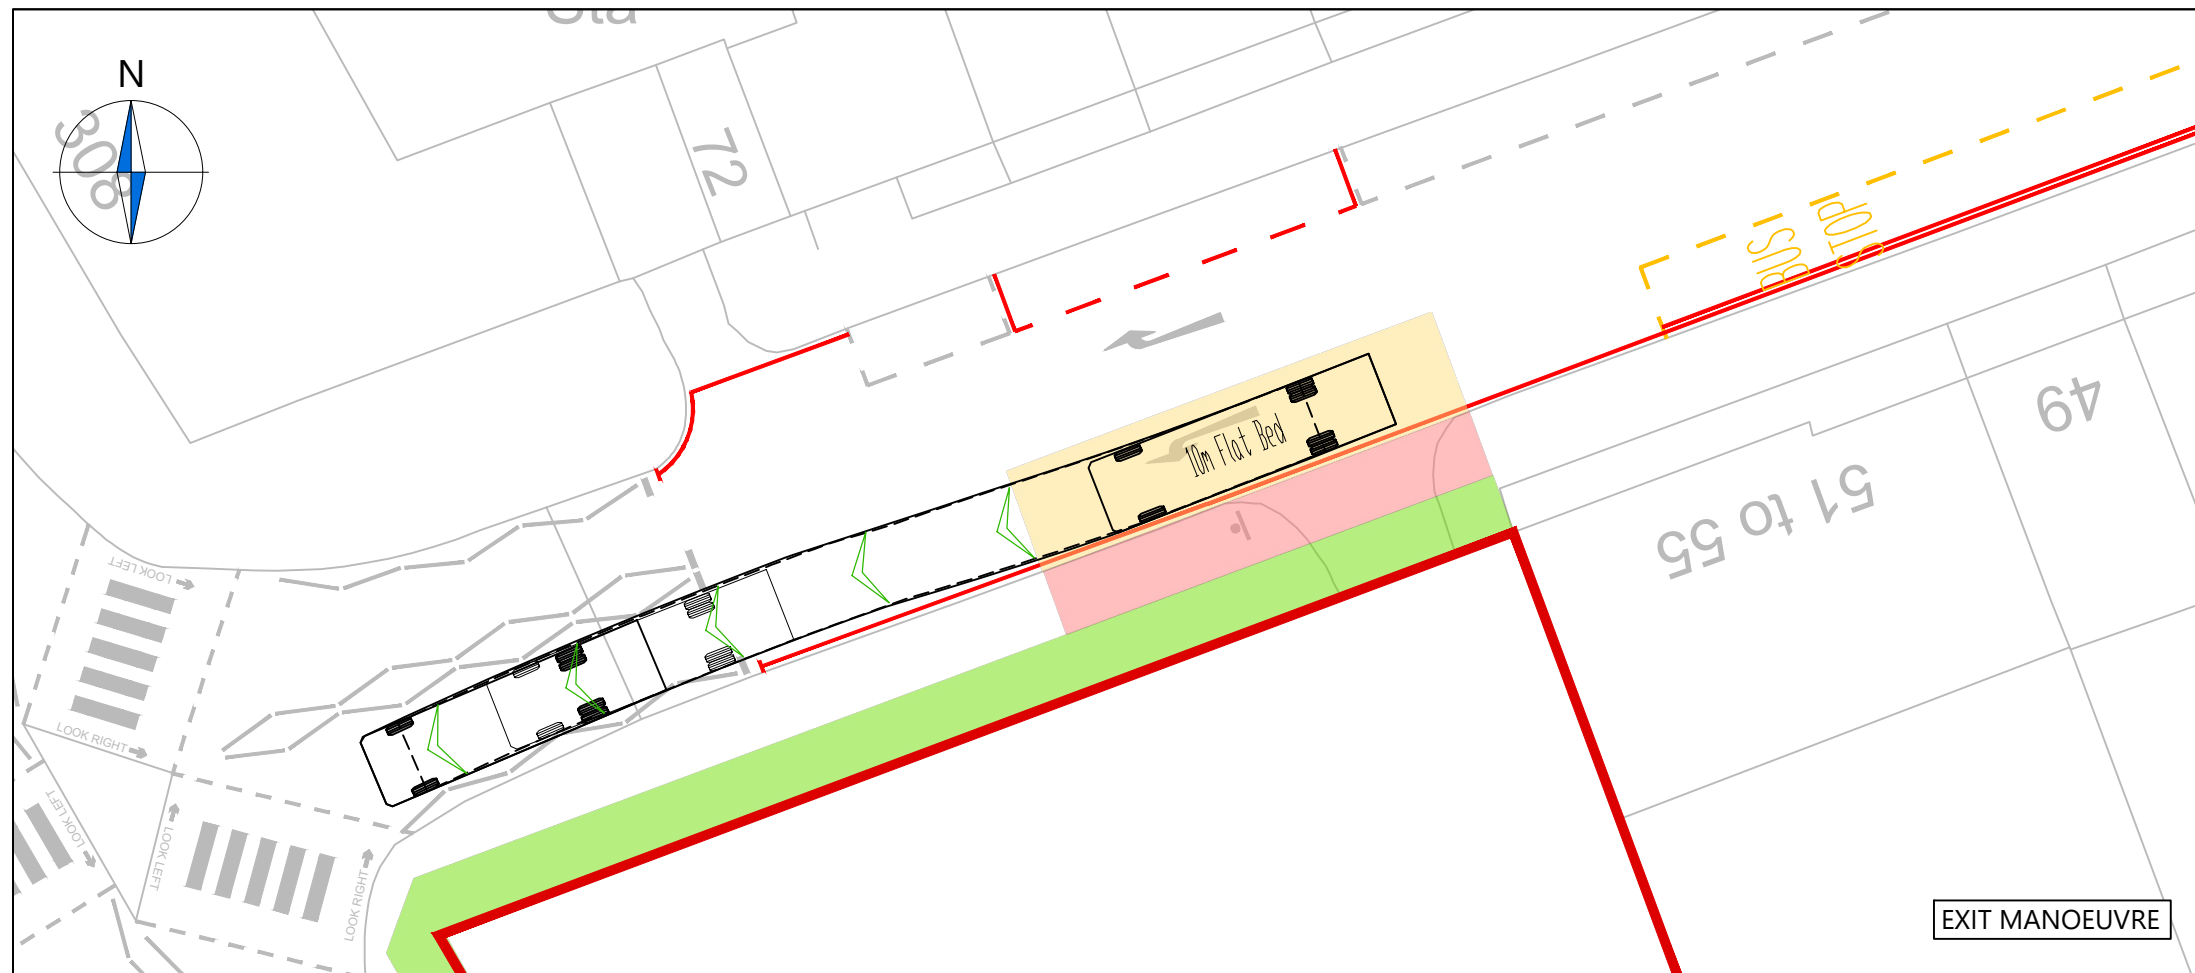 N
308
72
BUS
STOP
10m Flat Bed
49
51 to 55
LOOK LEFT
LOOK RIGHT
LOOK LEFT
LOOK LEFT
LOOK RIGHT
EXIT MANOEUVRE